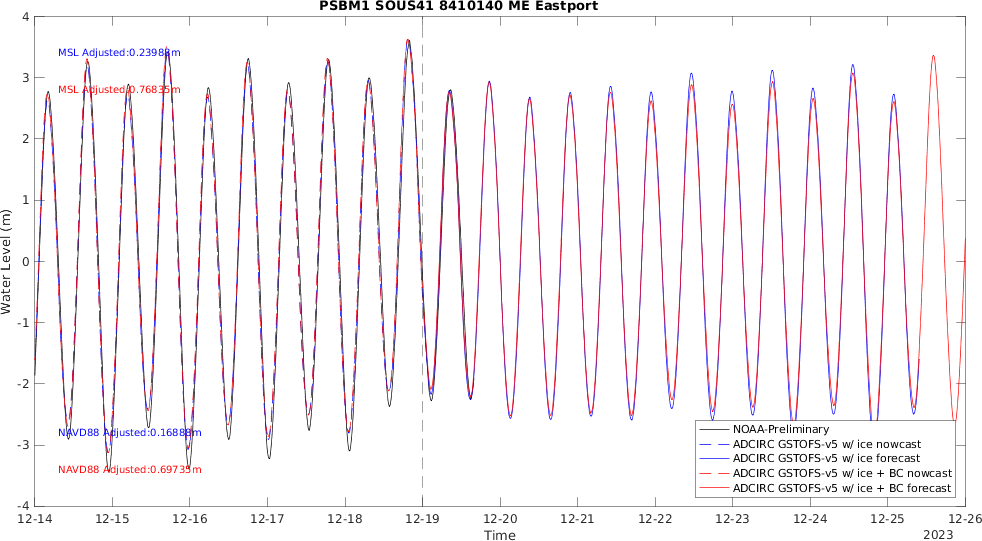 PSBM1 SOUS41 8410140 ME Eastport
4
3
2
1
0
-1
-2
-3
-4
Water Level (m)
MSL Adjusted:0.23988m
MSL Adjusted:0.76835m
NAVD88 Adjusted:0.16888m
NAVD88 Adjusted:0.69735m
NOAA-Preliminary
ADCIRC GSTOFS-v5 w/ ice nowcast
ADCIRC GSTOFS-v5 w/ ice forecast
ADCIRC GSTOFS-v5 w/ ice + BC nowcast
ADCIRC GSTOFS-v5 w/ ice + BC forecast
12-14 12-15 12-16 12-17 12-18 12-19 12-20 12-21 12-22 12-23 12-24 12-25 12-26
Time
2023